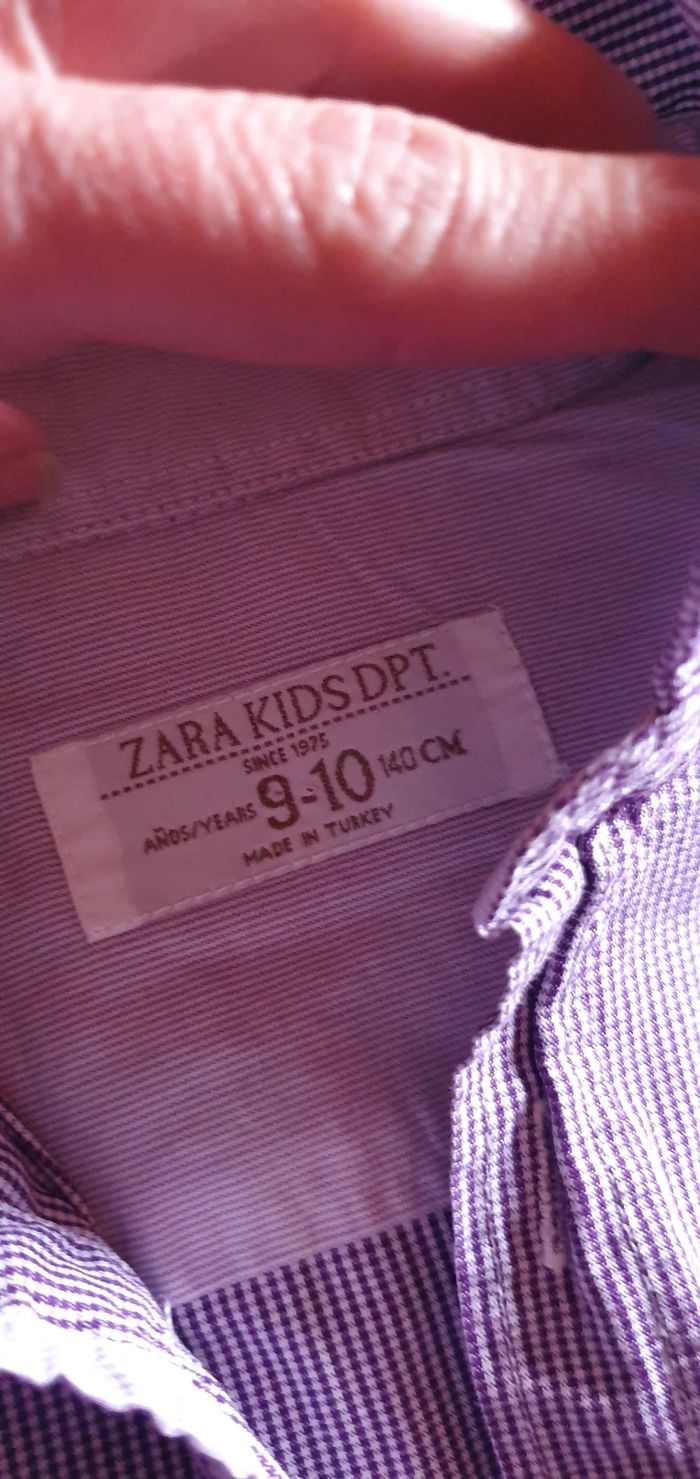 ZARA KIDS DPT.
SINCE 1975
AÑOS/YEARS 9-10 140 CM
MADE IN TURKEY